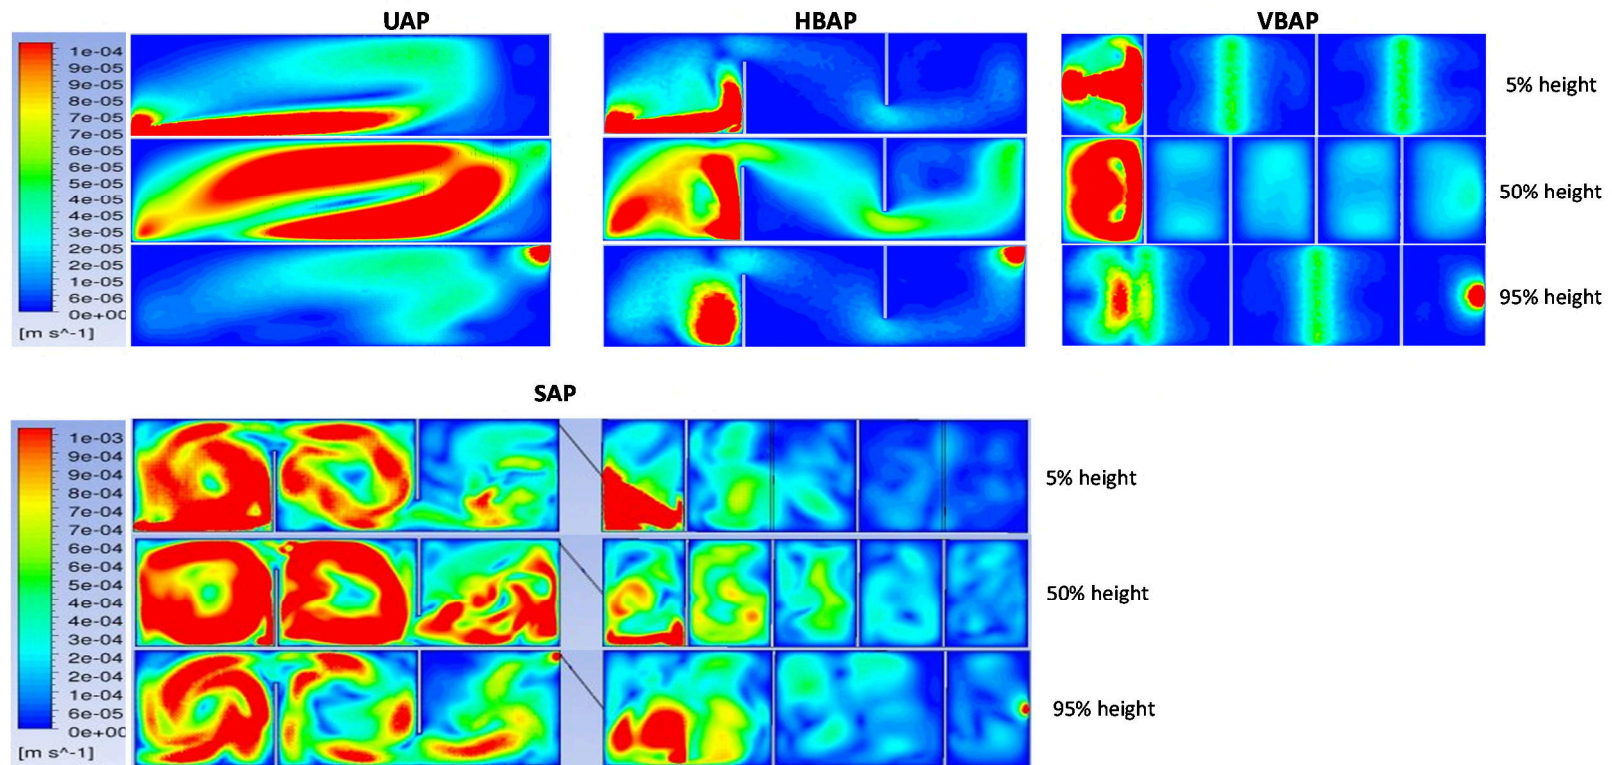 UAP HBAP VBAP
1e-04
9e-05
9e-05
8e-05
7e-05
7e-05
6e-05
6e-05
5e-05
4e-05
4e-05
3e-05
2e-05
2e-05
1e-05
6e-06
0e+00
[m s^-1]
5% height
50% height
95% height
SAP
1e-03
9e-04
9e-04
8e-04
7e-04
7e-04
6e-04
6e-04
5e-04
4e-04
4e-04
3e-04
2e-04
2e-04
1e-04
6e-05
0e+00
[m s^-1]
5% height
50% height
95% height